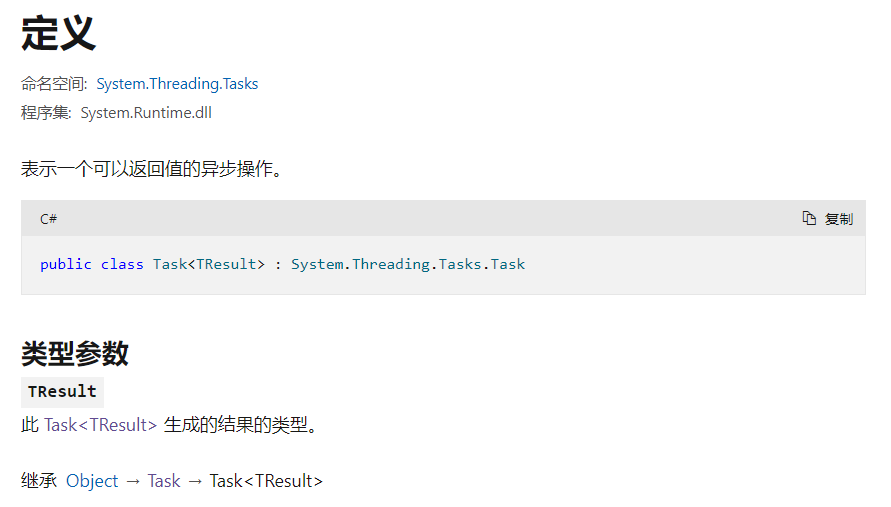 定义
命名空间: System.Threading.Tasks
程序集: System.Runtime.dll
表示一个可以返回值的异步操作。
C# 复制
public class Task<TResult> : System.Threading.Tasks.Task
类型参数
TResult
此 Task<TResult> 生成的结果的类型。
继承 Object → Task → Task<TResult>